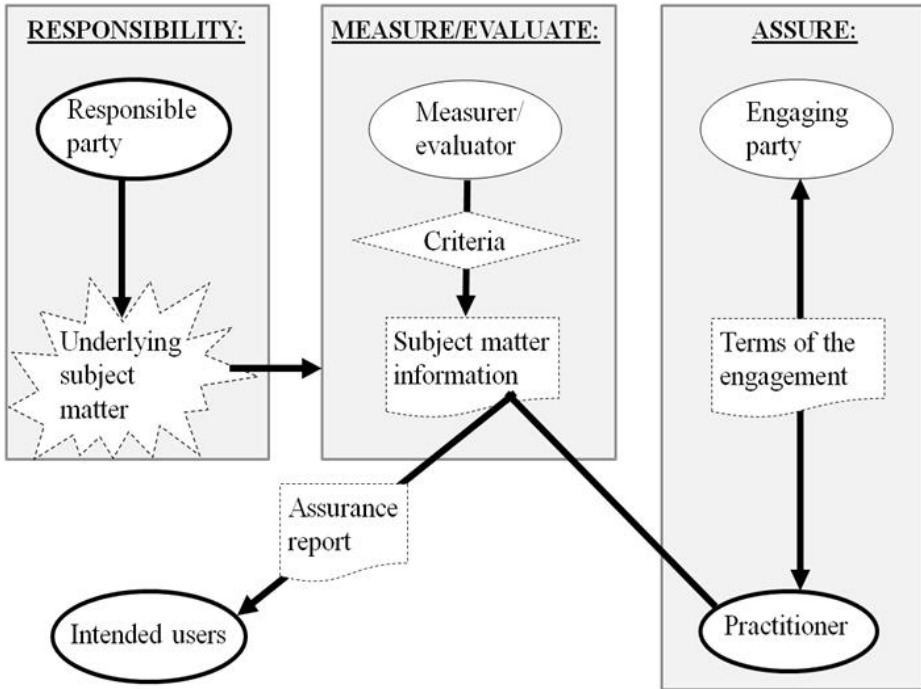 RESPONSIBILITY:
Responsible
party
Underlying
subject
matter
MEASURE/EVALUATE:
Measurer/
evaluator
Criteria
Subject matter
information
ASSURE:
Engaging
party
Terms of the
engagement
Practitioner
Assurance
report
Intended users